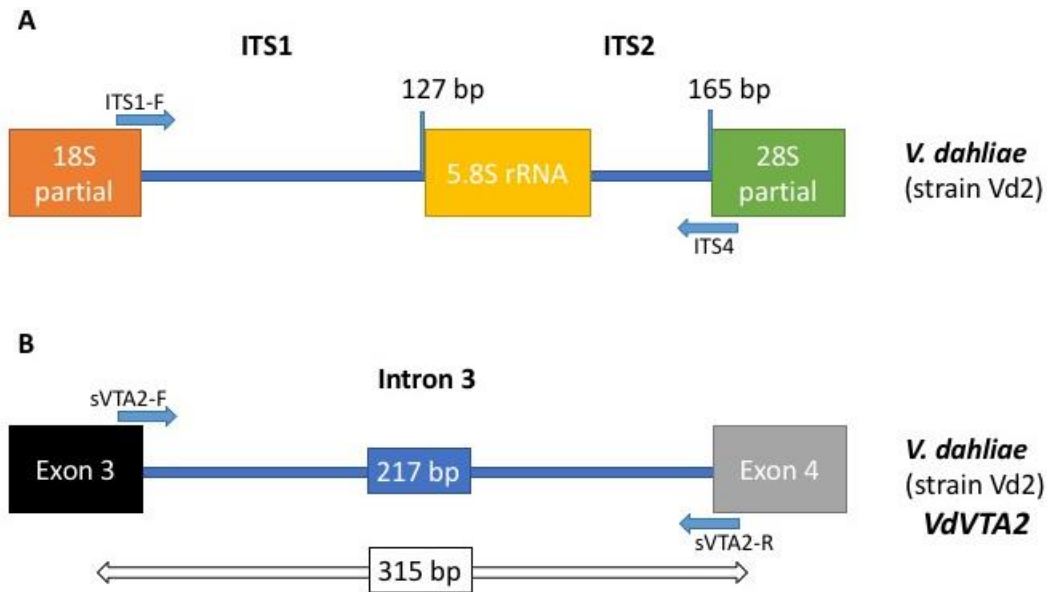 A
ITS1
ITS2
127 bp
165 bp
ITS1-F
18S
partial
5.8S rRNA
28S
partial
V. dahliae
(strain Vd2)
ITS4
B
Intron 3
sVTA2-F
Exon 3
217 bp
Exon 4
V. dahliae
(strain Vd2)
VdVTA2
sVTA2-R
315 bp